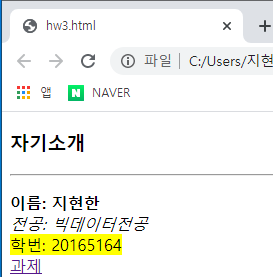 hw3.html
파일 C:/Users/지현
앱 NAVER
자기소개
이름: 지현한
전공: 빅데이터전공
학번: 20165164
과제